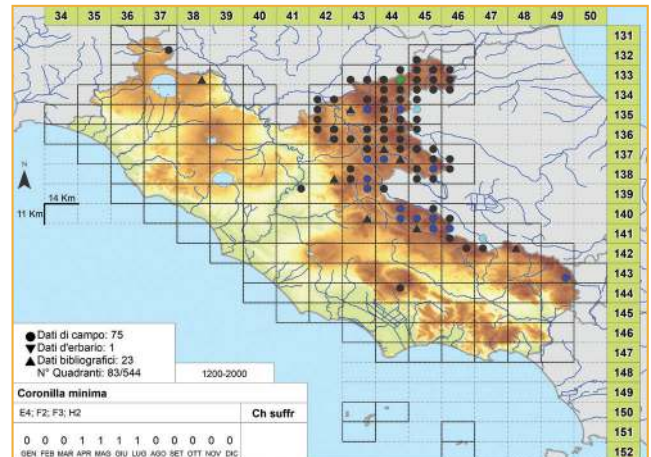 34 35 36 37 38 39 40 41 42 43 44 45 46 47 48 49 50
131
132
133
134
135
136
137
138
139
140
141
142
143
144
145
146
147
148
149
150
151
152
N
14 Km
11 Km
Dati di campo: 75
Dati d'erbario: 1
Dati bibliografici: 23
N° Quadranti: 83/544
1200-2000
Coronilla minima
E4; F2; F3; H2
Ch suffr
0 0 0 1 1 1 1 0 0 0 0 0
GEN FEB MAR APR MAG GIU LUG AGO SET OTT NOV DIC